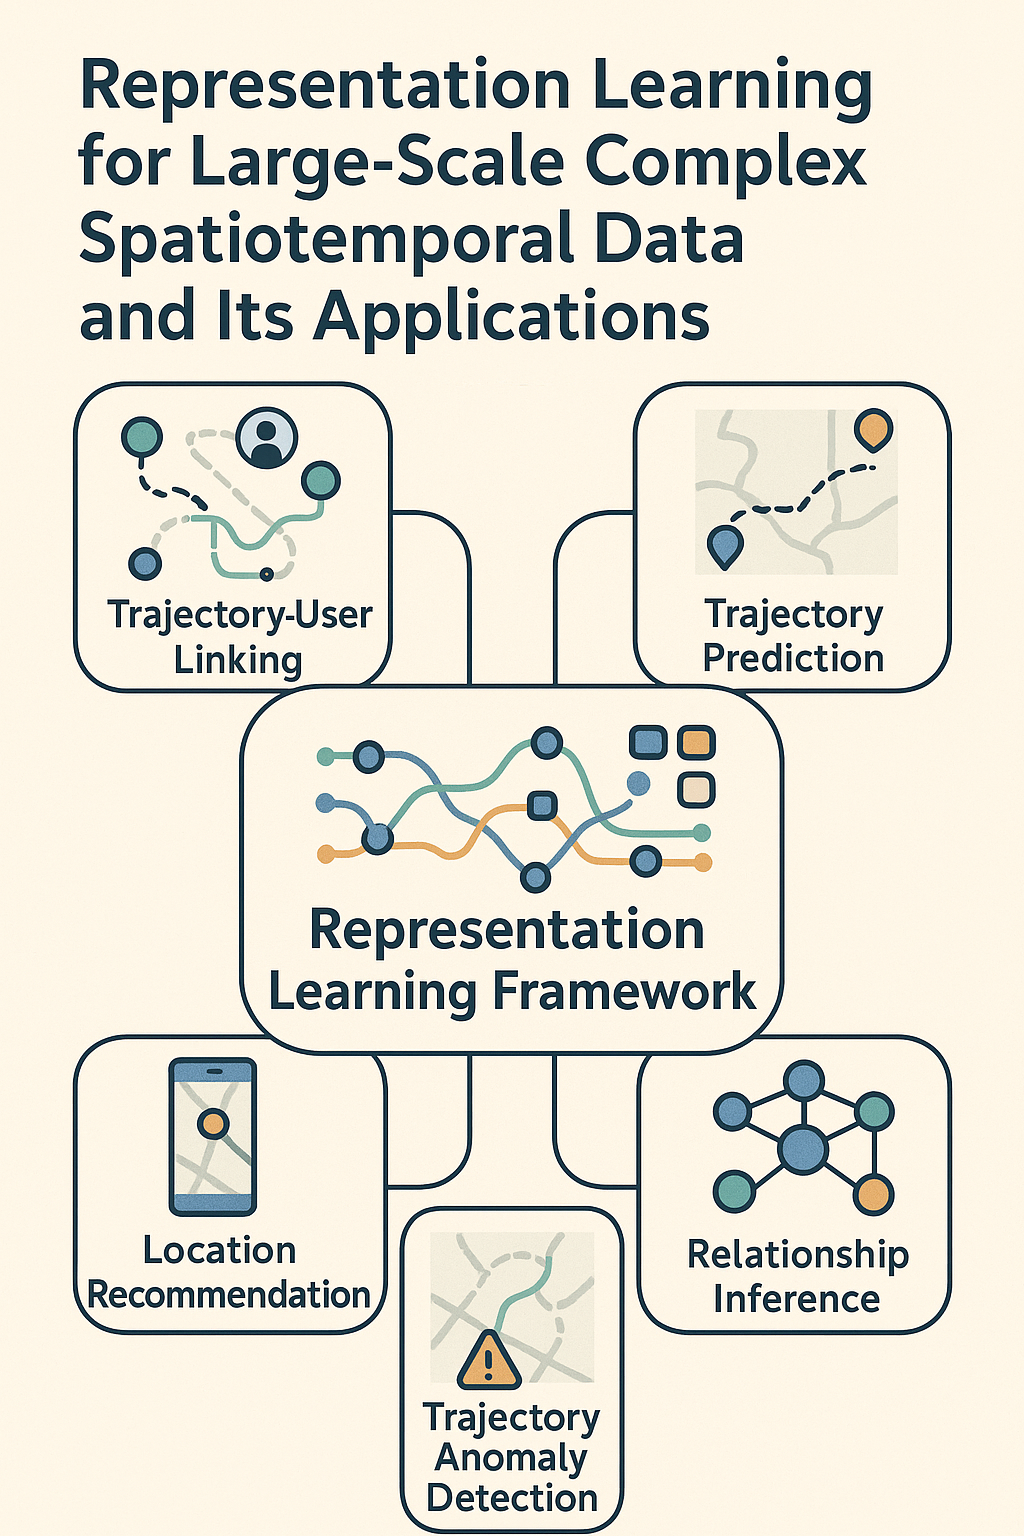 Representation Learning
for Large-Scale Complex
Spatiotemporal Data
and Its Applications
Trajectory-User
Linking
Trajectory
Prediction
Representation
Learning Framework
Location
Recommendation
Relationship
Inference
Trajectory
Anomaly
Detection